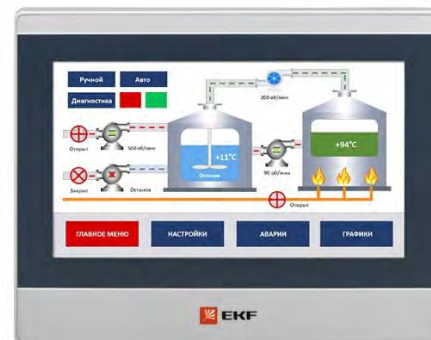 Ручной Авто
300 об/мин
Диагностика
+11°C
+94°C
Открыт 500 об/мин
90 об/мин
Закрыт Останов
Останов
Открыт
ГЛАВНОЕ МЕНЮ НАСТРОЙКИ АВАРИИ ГРАФИКИ
EKF